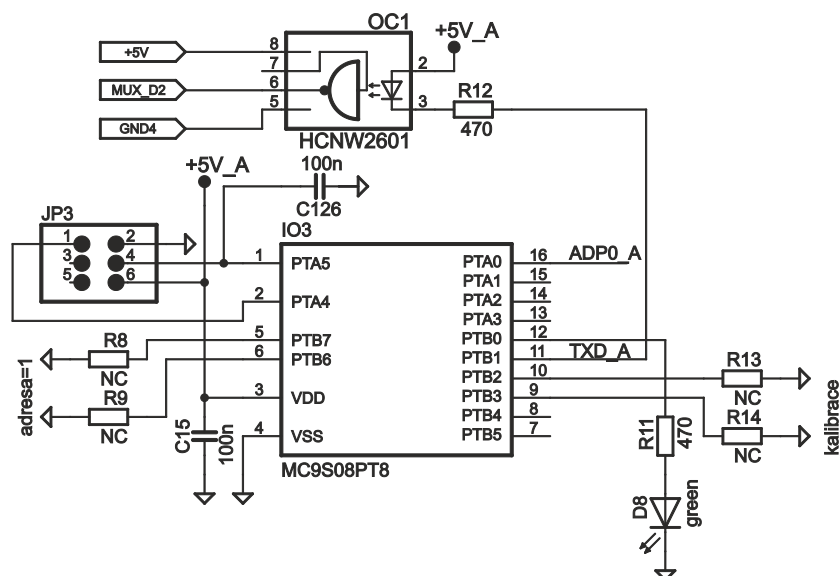 OC1
+5V_A
+5V
8
7
2
MUX_D2
6
3
R12
GND4
5
470
HCNW2601
+5V_A
100n
C126
JP3
IO3
1
2
3
4
5
6
1
PTA5
PTA0
16
ADP0_A
PTA1
15
2
PTA4
PTA2
14
PTA3
13
R8
NC
5
PTB7
PTB0
12
6
PTB6
PTB1
11
TXD_A
adresa=1
R9
NC
PTB2
10
R13
NC
3
VDD
PTB3
9
PTB4
8
R14
NC
kalibrace
C15
100n
4
VSS
PTB5
7
R11
470
MC9S08PT8
D8
green